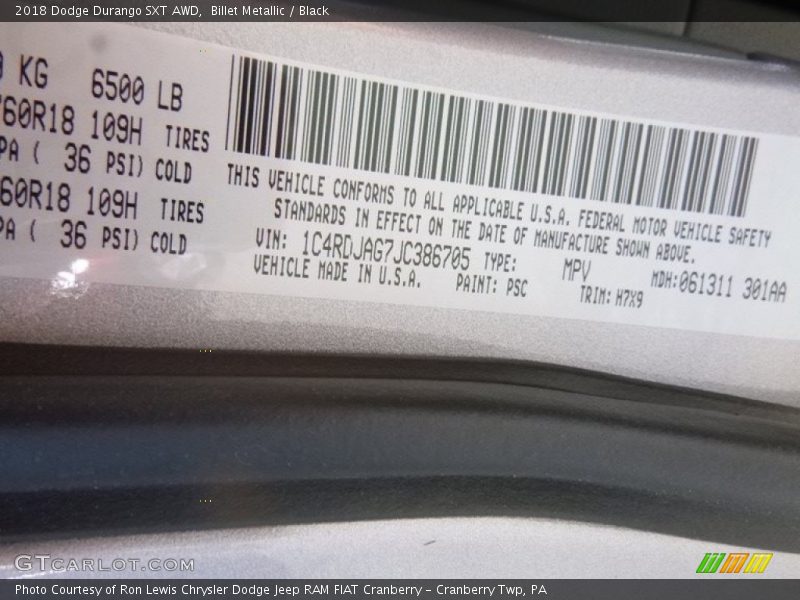 2018 Dodge Durango SXT AWD,  Billet Metallic / Black
KG 6500 LB
60R18 109H TIRES
PA ( 36 PSI) COLD
60R18 109H TIRES
PA ( 36 PSI) COLD
THIS VEHICLE CONFORMS TO ALL APPLICABLE U.S.A. FEDERAL MOTOR VEHICLE SAFETY
STANDARDS IN EFFECT ON THE DATE OF MANUFACTURE SHOWN ABOVE.
VIN: 1C4RDJAG7JC386705 TYPE: MPV MDH:061311 301AA
VEHICLE MADE IN U.S.A. PAINT: PSC TRIM: H7X9
GTCARLOT.COM
Photo Courtesy of Ron Lewis Chrysler Dodge Jeep RAM FIAT Cranberry – Cranberry Twp, PA